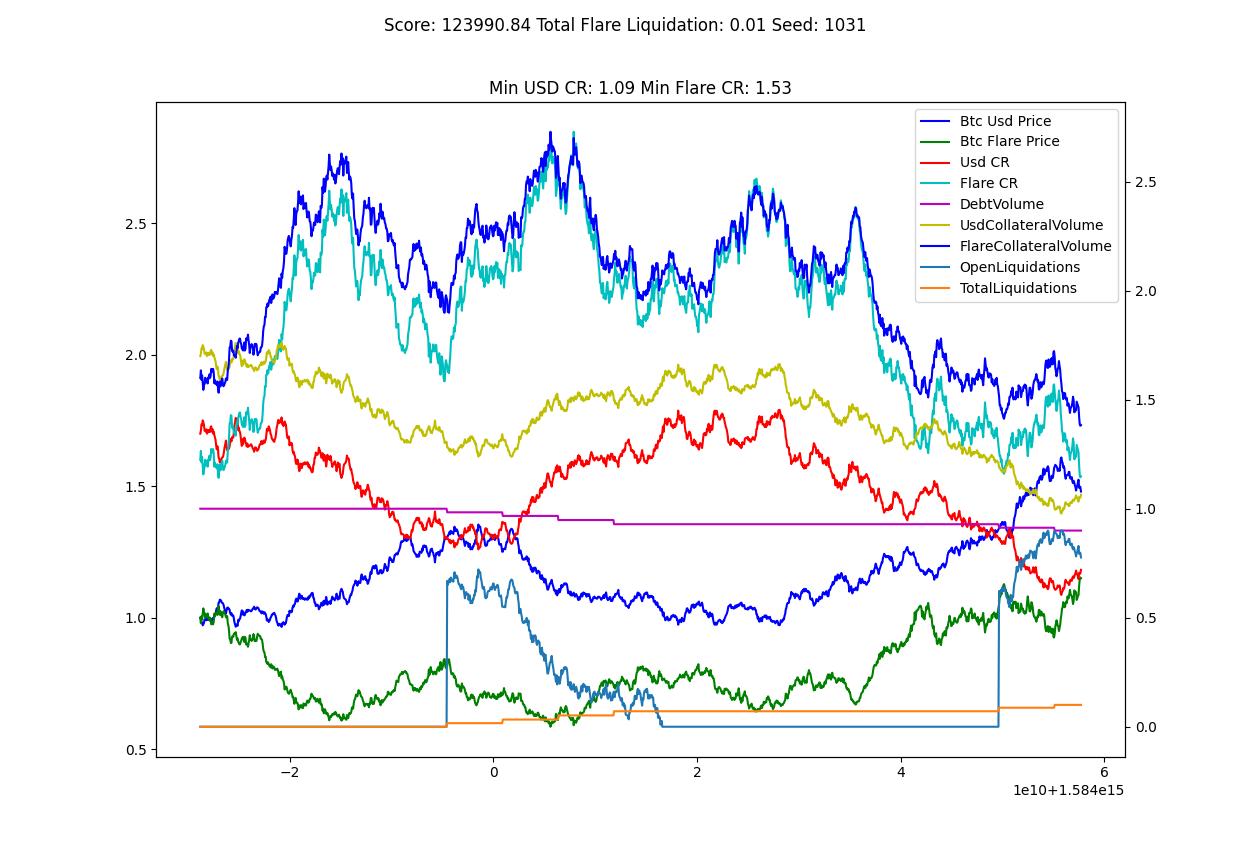 Score: 123990.84 Total Flare Liquidation: 0.01 Seed: 1031
Min USD CR: 1.09 Min Flare CR: 1.53
Btc Usd Price
Btc Flare Price
Usd CR
Flare CR
DebtVolume
UsdCollateralVolume
FlareCollateralVolume
OpenLiquidations
TotalLiquidations
2.5
2.0
1.5
1.0
0.5
2.5
2.0
1.5
1.0
0.5
0.0
−2 0 2 4 6
1e10+1.584e15